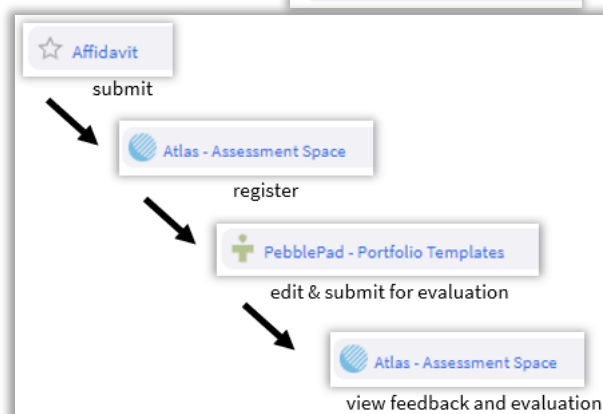 Affidavit
submit
Atlas - Assessment Space
register
PebblePad - Portfolio Templates
edit & submit for evaluation
Atlas - Assessment Space
view feedback and evaluation